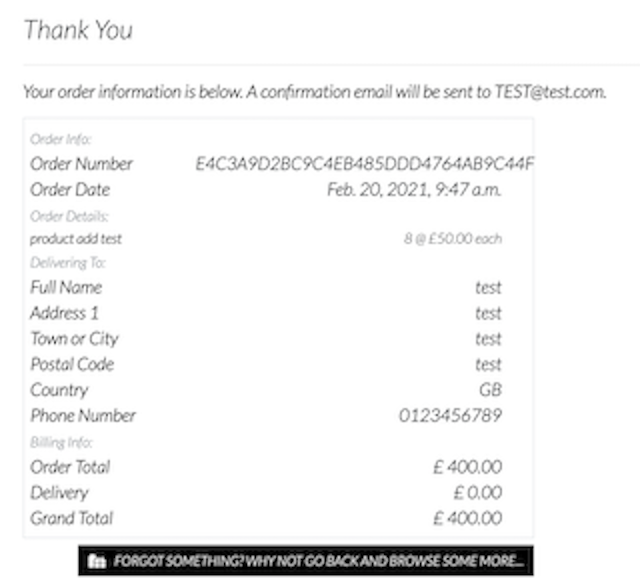 Thank You
Your order information is below. A confirmation email will be sent to TEST@test.com.
Order Info:
Order Number E4C3A9D2BC9C4EB485DDD4764AB9C44F
Order Date Feb. 20, 2021, 9:47 a.m.
Order Details:
product add test 8 @ £50.00 each
Delivering To:
Full Name test
Address 1 test
Town or City test
Postal Code test
Country GB
Phone Number 0123456789
Billing Info:
Order Total £ 400.00
Delivery £ 0.00
Grand Total £ 400.00
FORGOT SOMETHING? WHY NOT GO BACK AND BROWSE SOME MORE...